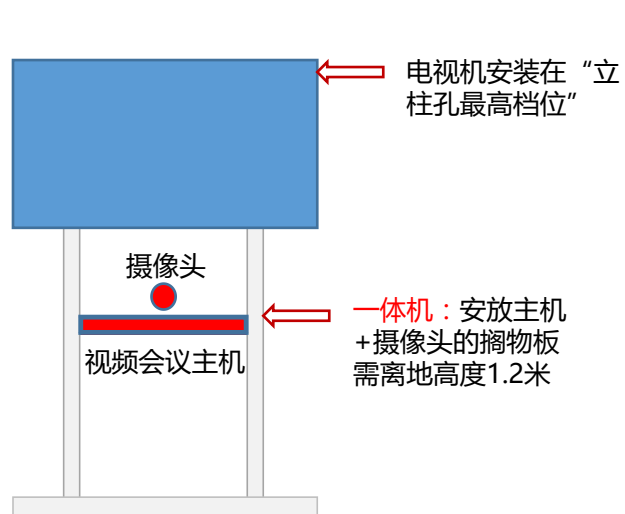 电视机安装在“立
柱孔最高档位”
摄像头
一体机：安放主机
+摄像头的搁物板
需离地高度1.2米
视频会议主机